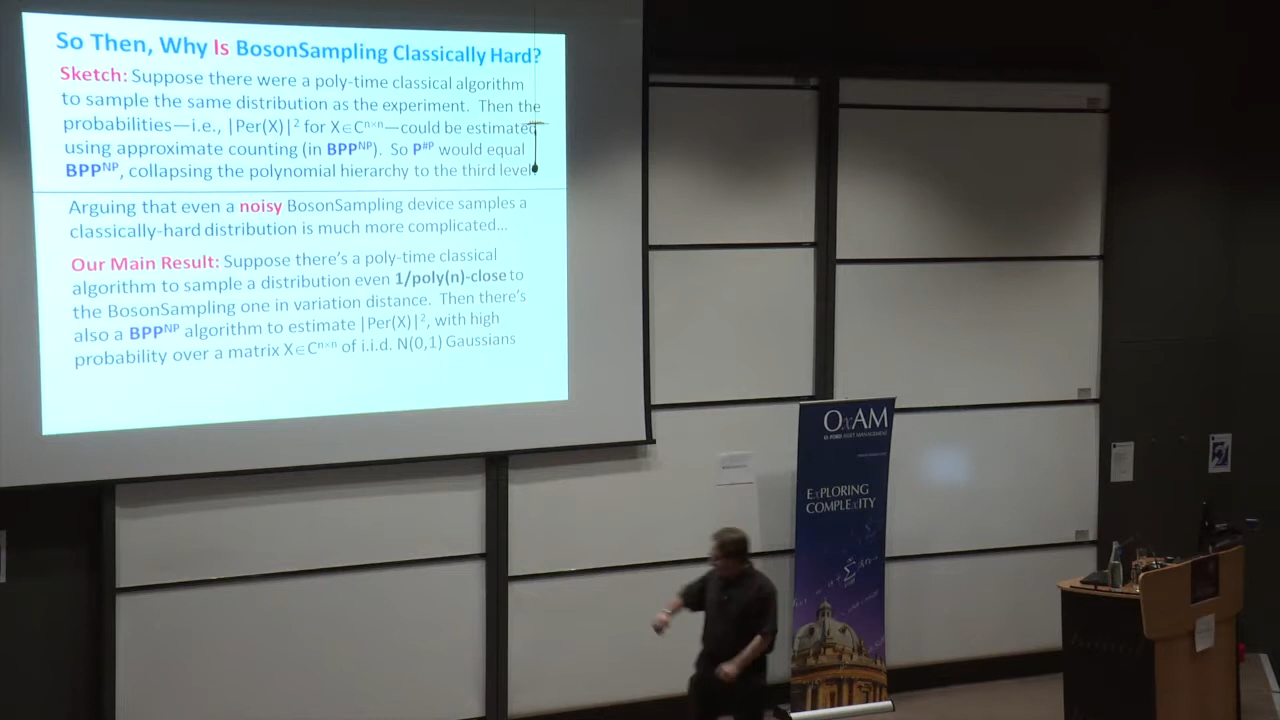 So Then, Why Is BosonSampling Classically Hard?
Sketch: Suppose there were a poly-time classical algorithm
to sample the same distribution as the experiment. Then the
probabilities—i.e., |Per(X)|² for X∈Cⁿˣⁿ—could be estimated
using approximate counting (in BPPᴺᴾ). So P^#P would equal
BPPᴺᴾ, collapsing the polynomial hierarchy to the third level.
Arguing that even a noisy BosonSampling device samples a
classically-hard distribution is much more complicated…
Our Main Result: Suppose there's a poly-time classical
algorithm to sample a distribution even 1/poly(n)-close to
the BosonSampling one in variation distance. Then there's
also a BPPᴺᴾ algorithm to estimate |Per(X)|², with high
probability over a matrix X∈Cⁿˣⁿ of i.i.d. N(0,1) Gaussians
OxAM
OXFORD ASSET MANAGEMENT
ExPLORING
COMPLExITY